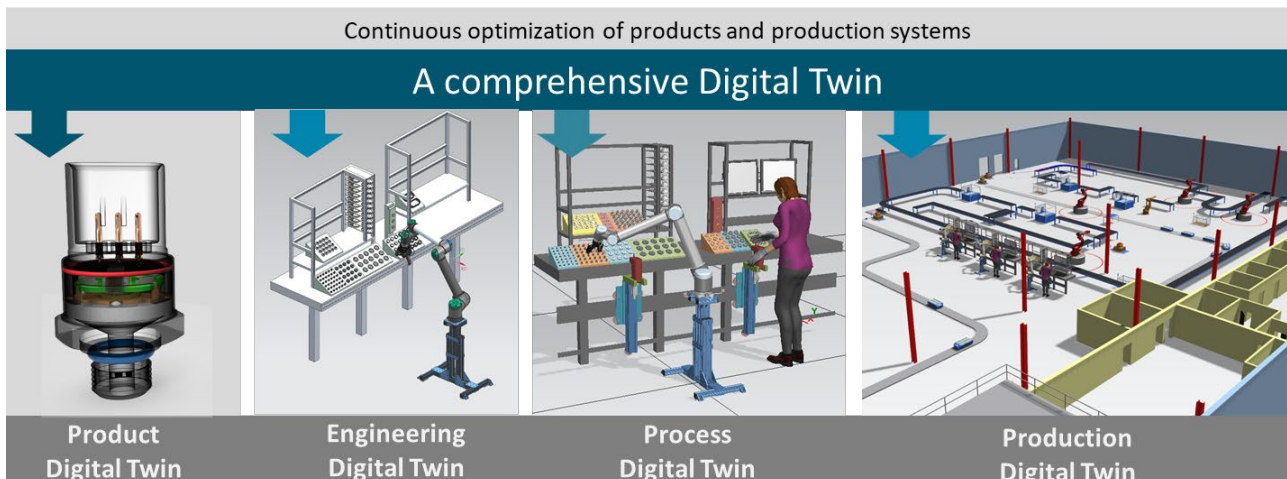 Continuous optimization of products and production systems
A comprehensive Digital Twin
Product
Digital Twin
Engineering
Digital Twin
Process
Digital Twin
Production
Digital Twin